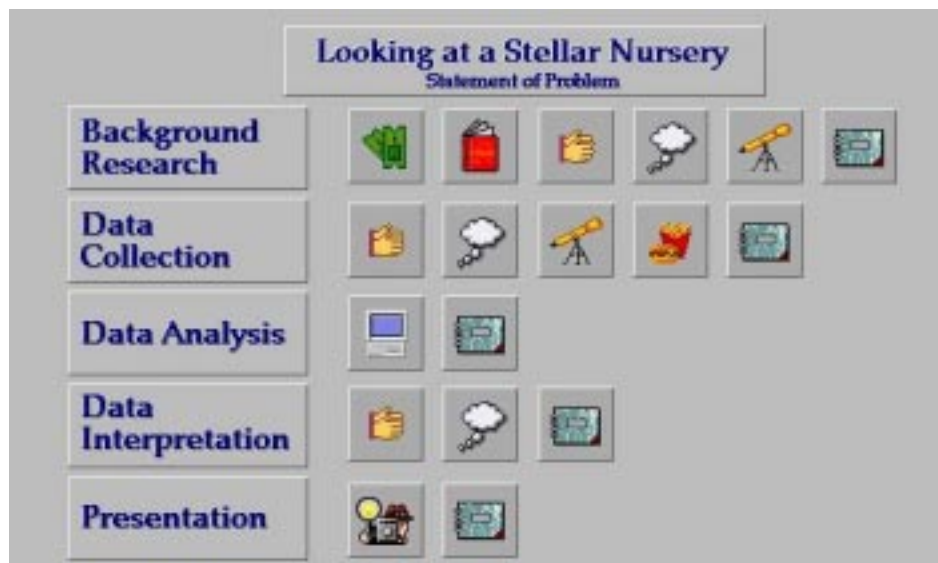 Looking at a Stellar Nursery
Statement of Problem
Background
Research
Data
Collection
Data Analysis
Data
Interpretation
Presentation